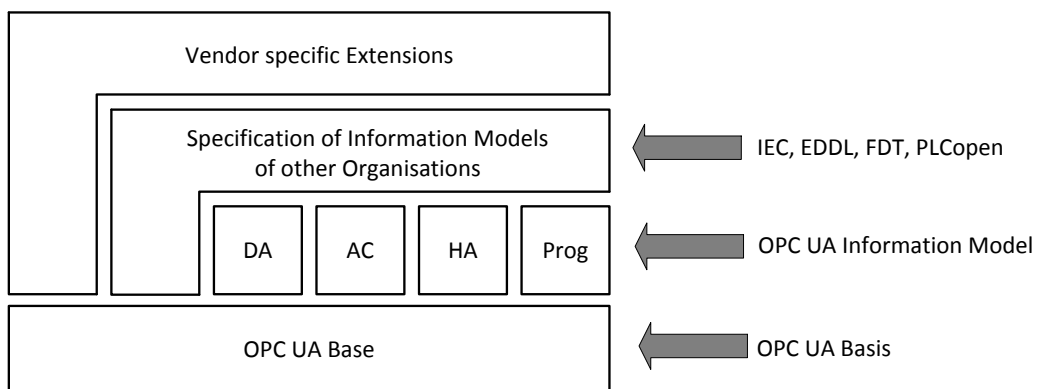 Vendor specific Extensions
Specification of Information Models
of other Organisations
IEC, EDDL, FDT, PLCopen
DA
AC
HA
Prog
OPC UA Information Model
OPC UA Base
OPC UA Basis